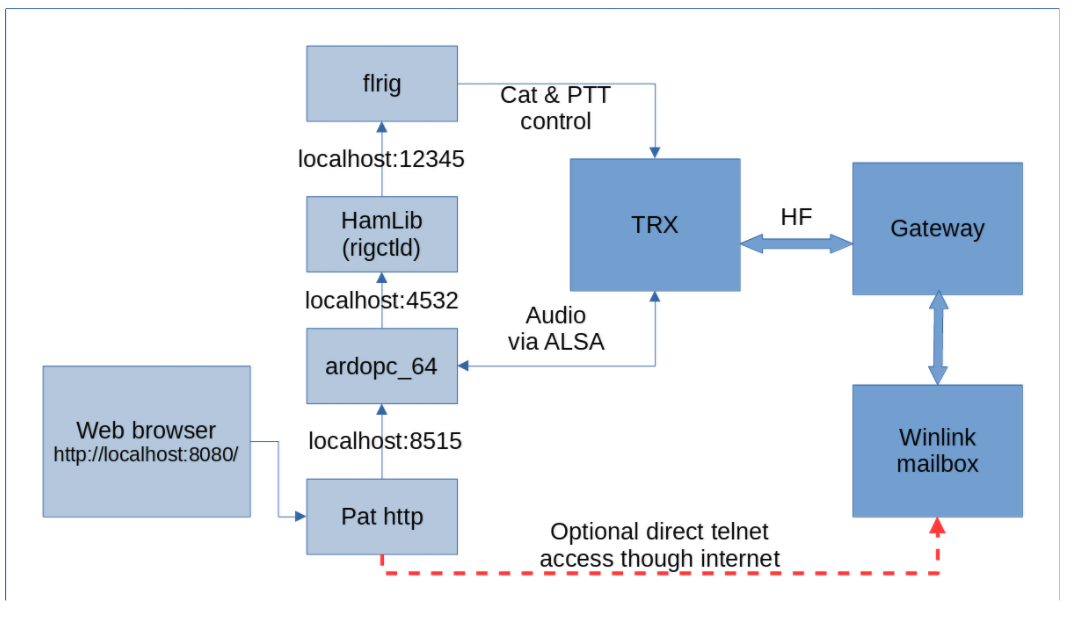 flrig
Cat & PTT
control
localhost:12345
HamLib
(rigctld)
TRX
HF
Gateway
localhost:4532
Audio
via ALSA
ardopc_64
Web browser
http://localhost:8080/
localhost:8515
Winlink
mailbox
Pat http
Optional direct telnet
access though internet